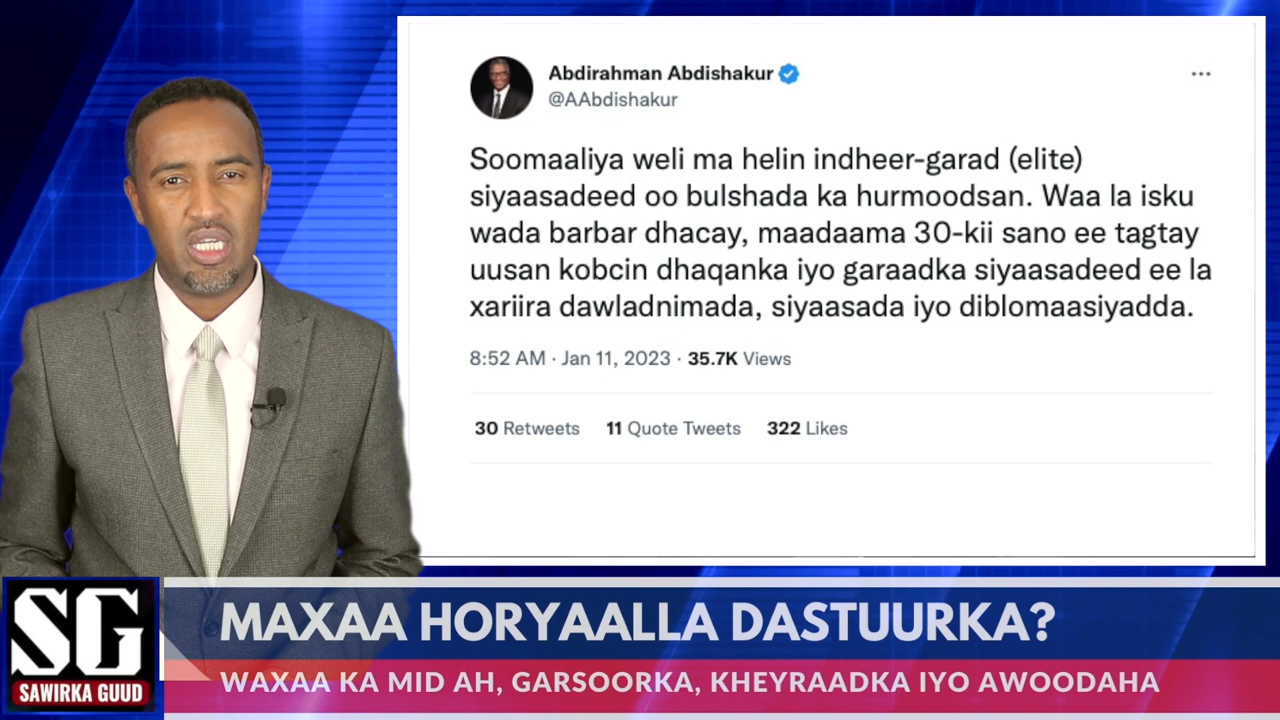 Abdirahman Abdishakur
@AAbdishakur
Soomaaliya weli ma helin indheer-garad (elite)
siyaasadeed oo bulshada ka hurmoodsan. Waa la isku
wada barbar dhacay, maadaama 30-kii sano ee tagtay
uusan kobcin dhaqanka iyo garaadka siyaasadeed ee la
xariira dawladnimada, siyaasada iyo diblomaasiyadda.
8:52 AM · Jan 11, 2023 · 35.7K Views
30 Retweets 11 Quote Tweets 322 Likes
MAXAA HORYAALLA DASTUURKA?
WAXAA KA MID AH, GARSOORKA, KHEYRAADKA IYO AWOODAHA
SG
SAWIRKA GUUD